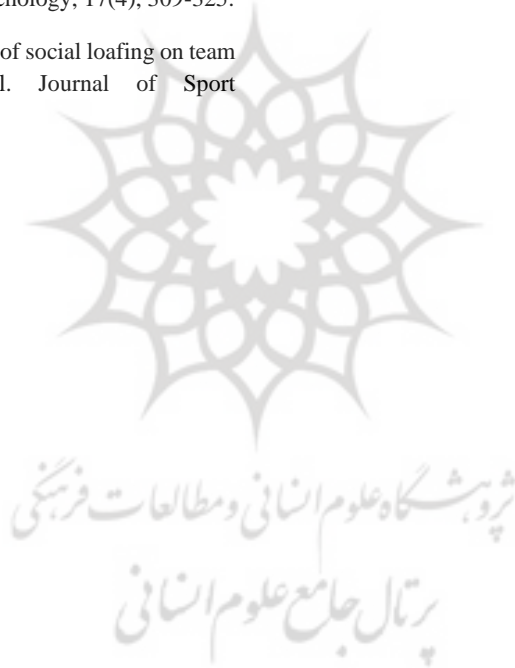 chology, 17(4), 309-323.
of social loafing on team
l. Journal of Sport
پژوهشگاه علوم انسانی و مطالعات فرهنگی
پرتال جامع علوم انسانی